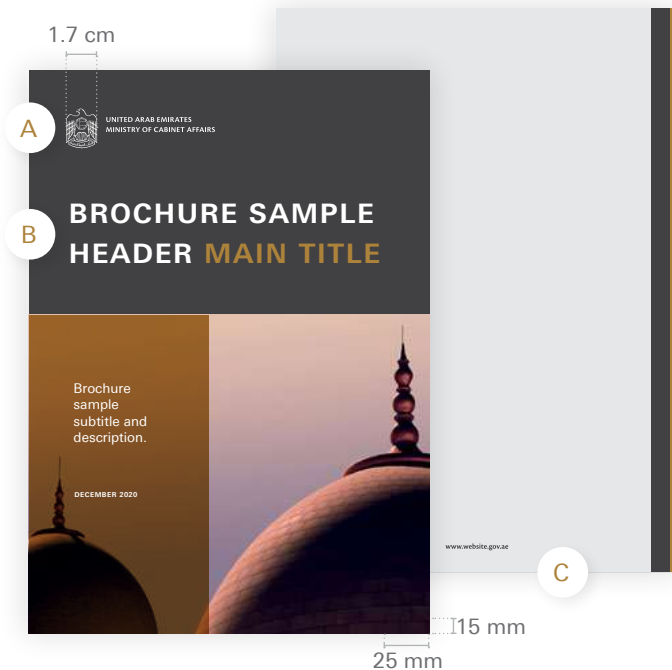 1.7 cm
A
UNITED ARAB EMIRATES
MINISTRY OF CABINET AFFAIRS
B
BROCHURE SAMPLE
HEADER MAIN TITLE
Brochure
sample
subtitle and
description.
DECEMBER 2020
www.website.gov.ae
C
15 mm
25 mm